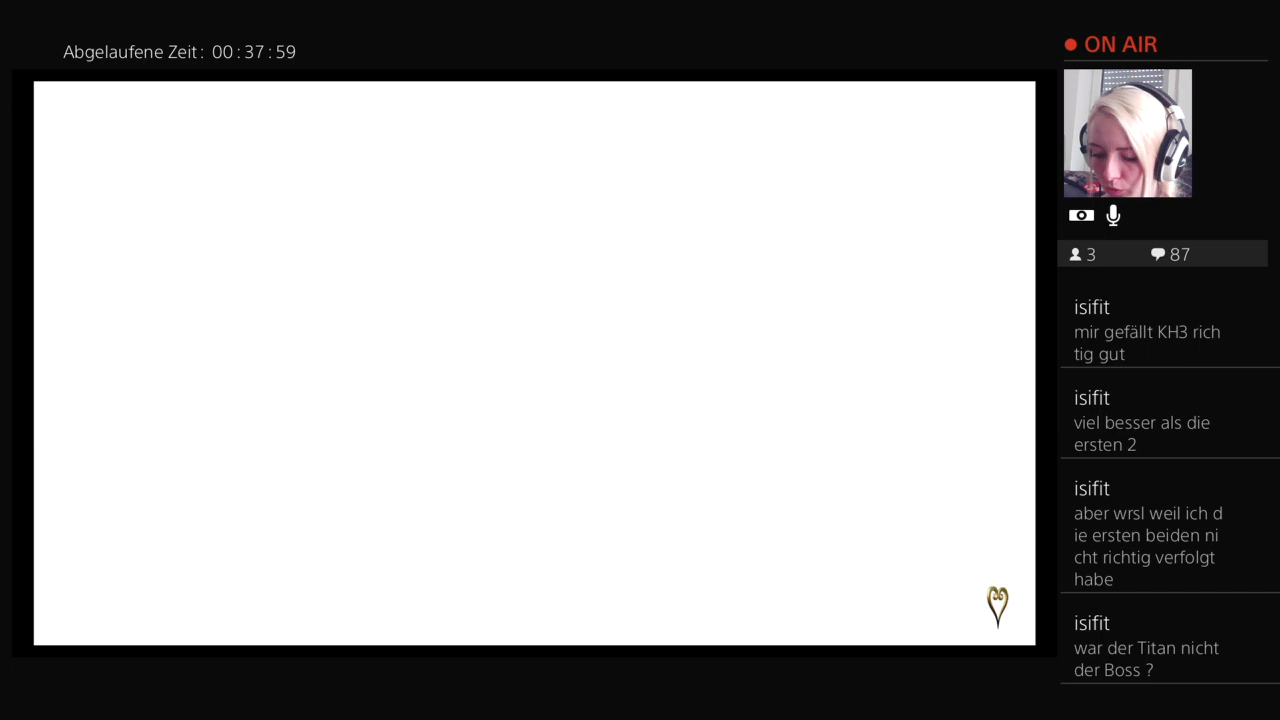 Abgelaufene Zeit: 00:37:59
ON AIR
3 87
isifit
mir gefällt KH3 rich
tig gut
isifit
viel besser als die
ersten 2
isifit
aber wrsl weil ich d
ie ersten beiden ni
cht richtig verfolgt
habe
isifit
war der Titan nicht
der Boss ?